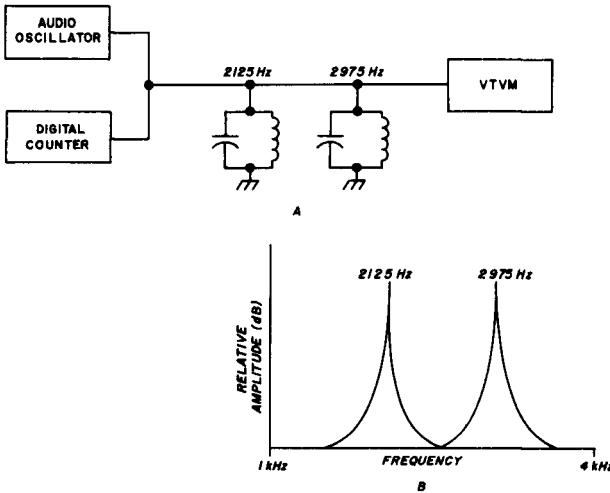 AUDIO
OSCILLATOR
2125 Hz
2975 Hz
VTVM
DIGITAL
COUNTER
A
2125 Hz
2975 Hz
RELATIVE
AMPLITUDE (dB)
1 kHz
FREQUENCY
4 kHz
B